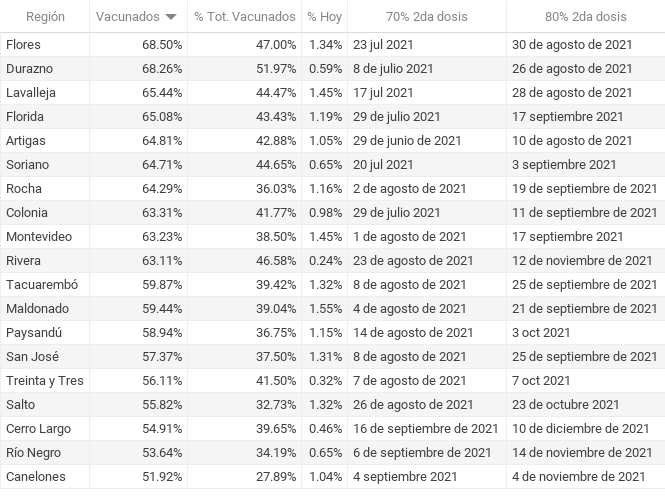 Región Vacunados % Tot. Vacunados % Hoy 70% 2da dosis 80% 2da dosis
Flores 68.50% 47.00% 1.34% 23 jul 2021 30 de agosto de 2021
Durazno 68.26% 51.97% 0.59% 8 de julio 2021 26 de agosto de 2021
Lavalleja 65.44% 44.47% 1.45% 17 jul 2021 28 de agosto de 2021
Florida 65.08% 43.43% 1.19% 29 de julio 2021 17 septiembre 2021
Artigas 64.81% 42.88% 1.05% 29 de junio de 2021 10 de agosto de 2021
Soriano 64.71% 44.65% 0.65% 20 jul 2021 3 septiembre 2021
Rocha 64.29% 36.03% 1.16% 2 de agosto de 2021 19 de septiembre de 2021
Colonia 63.31% 41.77% 0.98% 29 de julio 2021 11 de septiembre de 2021
Montevideo 63.23% 38.50% 1.45% 1 de agosto de 2021 17 septiembre 2021
Rivera 63.11% 46.58% 0.24% 23 de agosto de 2021 12 de noviembre de 2021
Tacuarembó 59.87% 39.42% 1.32% 8 de agosto de 2021 25 de septiembre de 2021
Maldonado 59.44% 39.04% 1.55% 4 de agosto de 2021 21 de septiembre de 2021
Paysandú 58.94% 36.75% 1.15% 14 de agosto de 2021 3 oct 2021
San José 57.37% 37.50% 1.31% 8 de agosto de 2021 25 de septiembre de 2021
Treinta y Tres 56.11% 41.50% 0.32% 7 de agosto de 2021 7 oct 2021
Salto 55.82% 32.73% 1.32% 26 de agosto de 2021 23 de octubre 2021
Cerro Largo 54.91% 39.65% 0.46% 16 de septiembre de 2021 10 de diciembre de 2021
Río Negro 53.64% 34.19% 0.65% 6 de septiembre de 2021 14 de noviembre de 2021
Canelones 51.92% 27.89% 1.04% 4 septiembre 2021 4 de noviembre de 2021